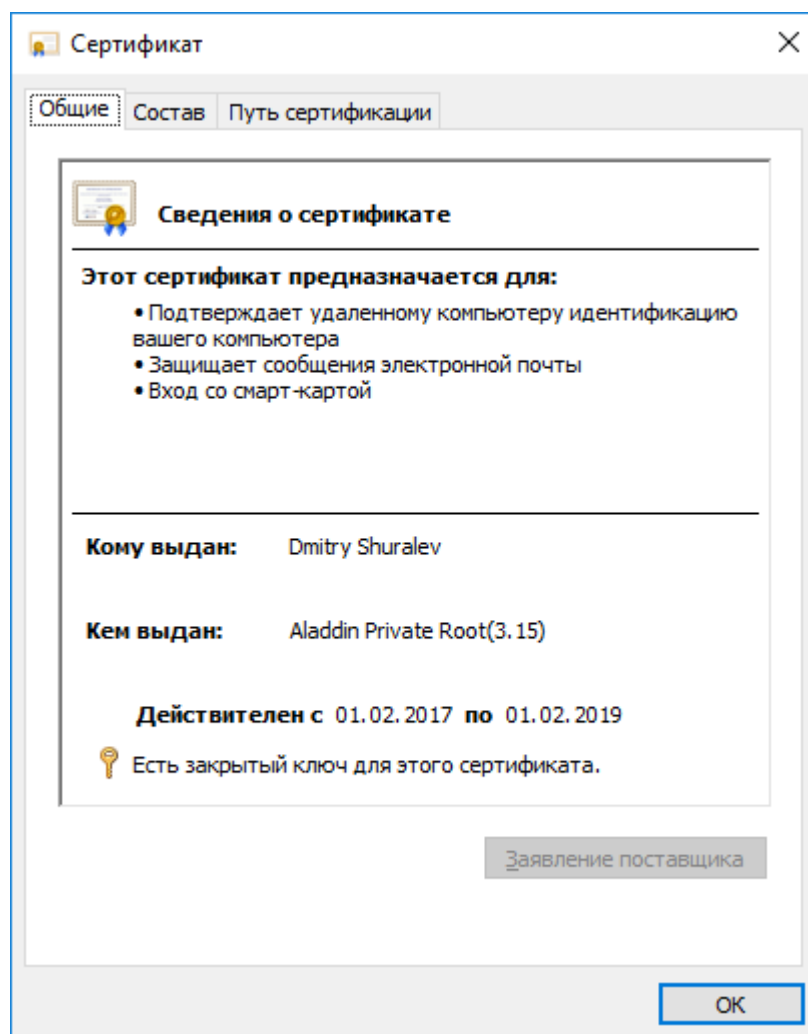 Сертификат
Общие Состав Путь сертификации
Сведения о сертификате
Этот сертификат предназначается для:
• Подтверждает удаленному компьютеру идентификацию
вашего компьютера
• Защищает сообщения электронной почты
• Вход со смарт-картой
Кому выдан: Dmitry Shuralev
Кем выдан: Aladdin Private Root(3.15)
Действителен с 01.02.2017 по 01.02.2019
Есть закрытый ключ для этого сертификата.
Заявление поставщика
ОК